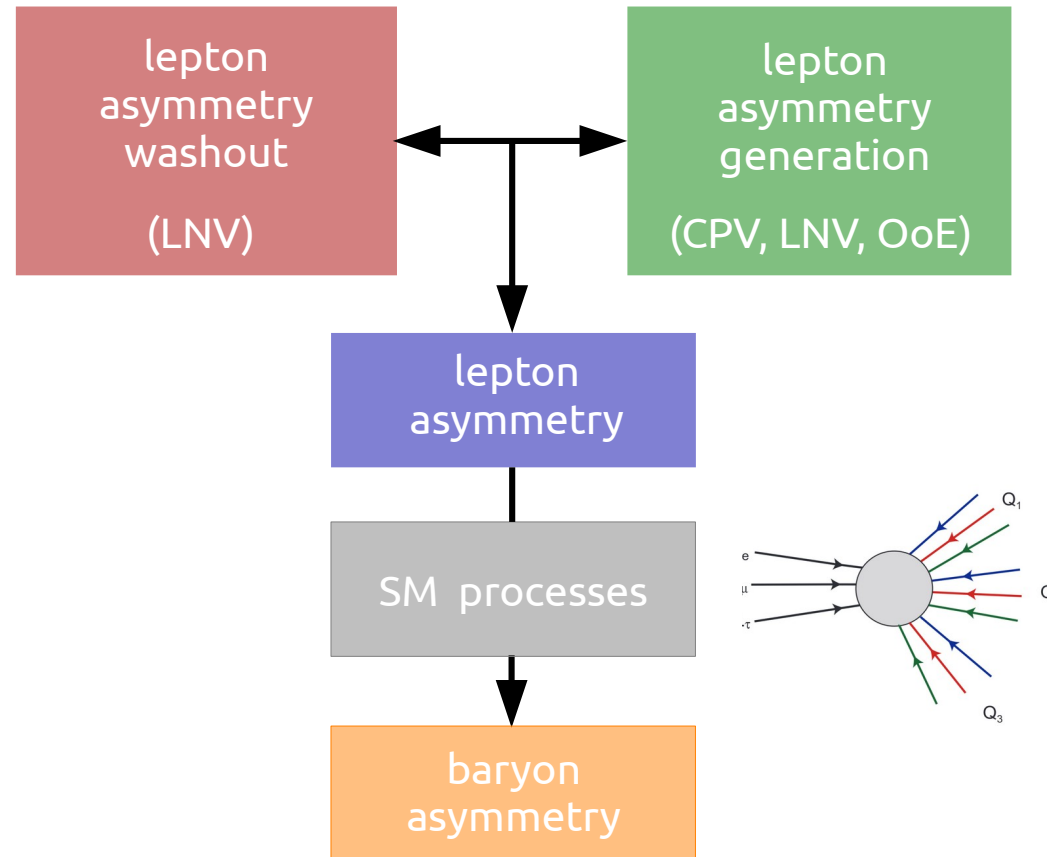 lepton
asymmetry
washout
(LNV)
lepton
asymmetry
generation
(CPV, LNV, OoE)
lepton
asymmetry
SM processes
Q₁
e
μ
τ
Q₃
baryon
asymmetry